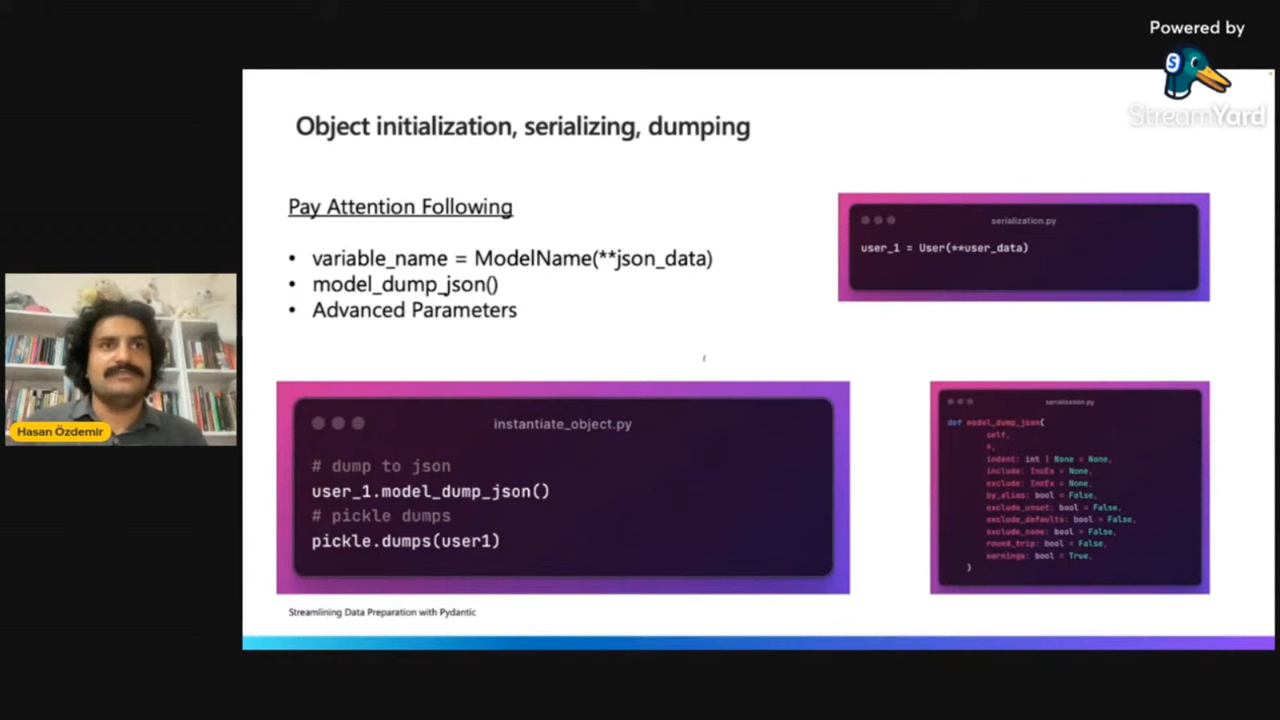 Powered by
StreamYard
Object initialization, serializing, dumping
Pay Attention Following
• variable_name = ModelName(**json_data)
• model_dump_json()
• Advanced Parameters
serialization.py
user_1 = User(**user_data)
Hasan Özdemir
instantiate_object.py
# dump to json
user_1.model_dump_json()
# pickle dumps
pickle.dumps(user1)
serialization.py
def model_dump_json(
self,
*,
indent: int | None = None,
include: IncEx = None,
exclude: IncEx = None,
by_alias: bool = False,
exclude_unset: bool = False,
exclude_defaults: bool = False,
exclude_none: bool = False,
round_trip: bool = False,
warnings: bool = True,
)
Streamlining Data Preparation with Pydantic